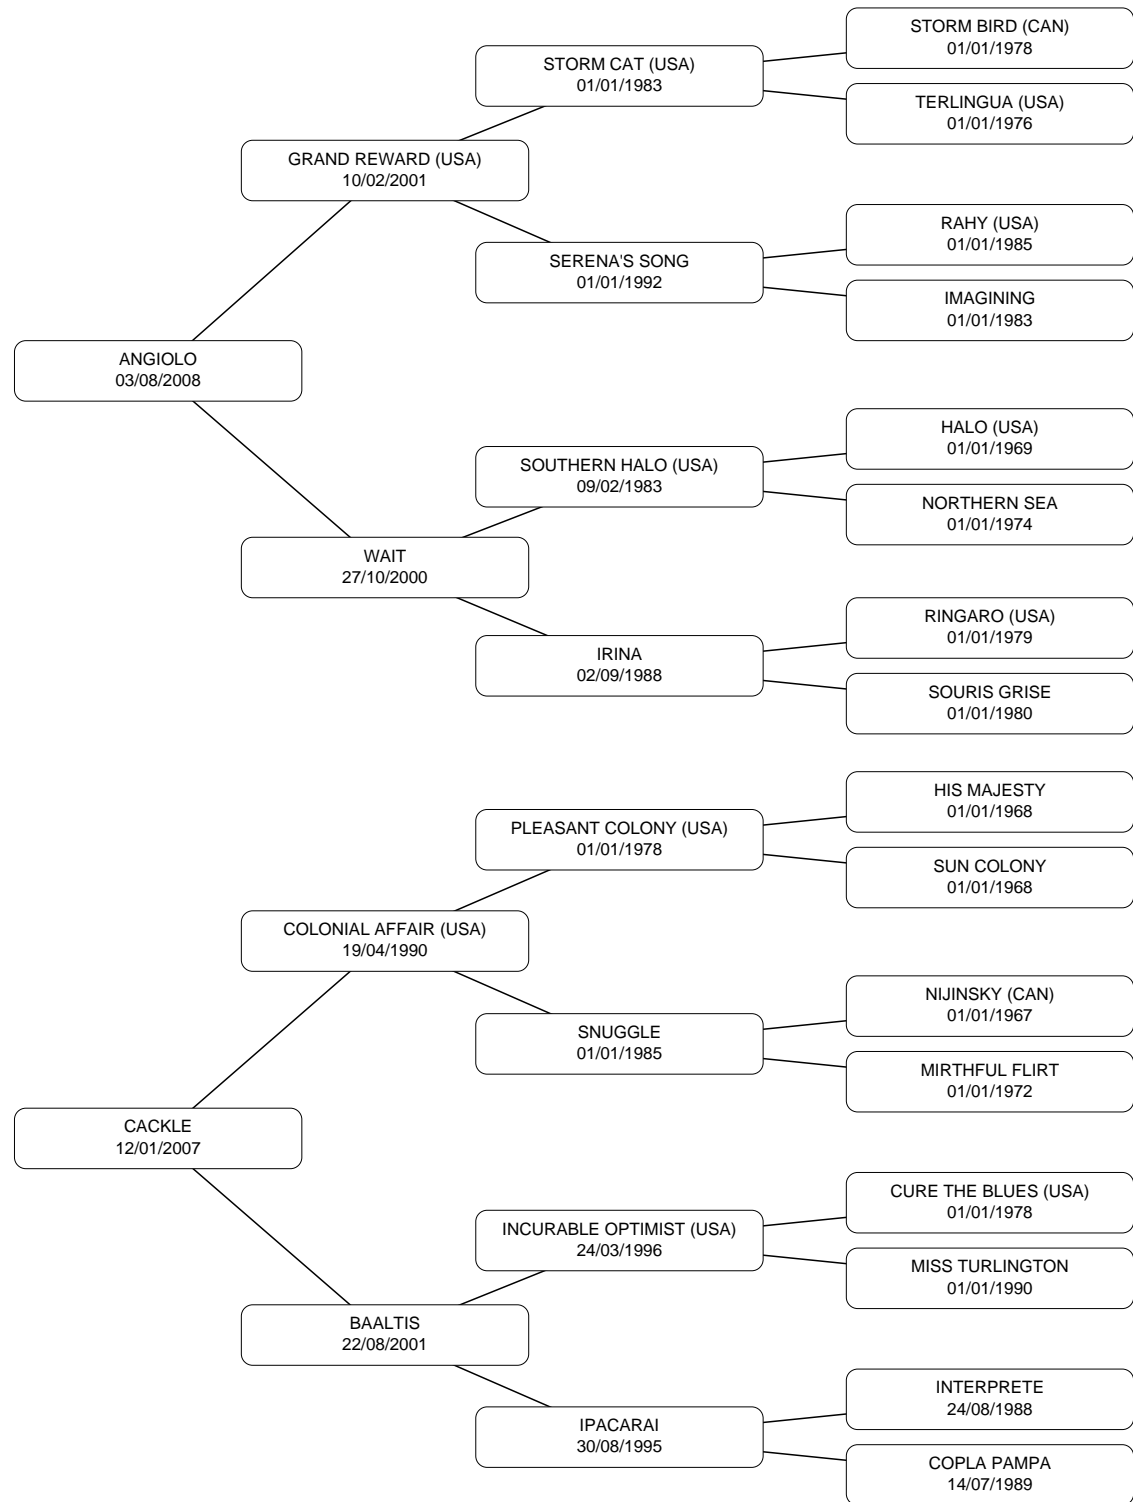 STORM BIRD (CAN)
01/01/1978
STORM CAT (USA)
01/01/1983
TERLINGUA (USA)
01/01/1976
GRAND REWARD (USA)
10/02/2001
RAHY (USA)
01/01/1985
SERENA'S SONG
01/01/1992
IMAGINING
01/01/1983
ANGIOLO
03/08/2008
HALO (USA)
01/01/1969
SOUTHERN HALO (USA)
09/02/1983
NORTHERN SEA
01/01/1974
WAIT
27/10/2000
RINGARO (USA)
01/01/1979
IRINA
02/09/1988
SOURIS GRISE
01/01/1980
HIS MAJESTY
01/01/1968
PLEASANT COLONY (USA)
01/01/1978
SUN COLONY
01/01/1968
COLONIAL AFFAIR (USA)
19/04/1990
NIJINSKY (CAN)
01/01/1967
SNUGGLE
01/01/1985
MIRTHFUL FLIRT
01/01/1972
CACKLE
12/01/2007
CURE THE BLUES (USA)
01/01/1978
INCURABLE OPTIMIST (USA)
24/03/1996
MISS TURLINGTON
01/01/1990
BAALTIS
22/08/2001
INTERPRETE
24/08/1988
IPACARAI
30/08/1995
COPLA PAMPA
14/07/1989